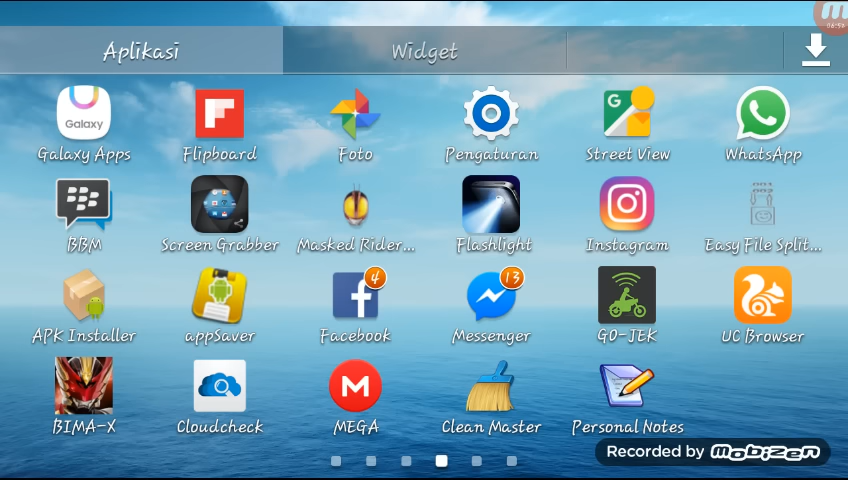 06:56
Aplikasi
Widget
Galaxy
G
Galaxy Apps
Flipboard
Foto
Pengaturan
Street View
WhatsApp
BBM
Screen Grabber
Masked Rider...
Flashlight
Instagram
Easy File Split...
4
13
APK Installer
appSaver
Facebook
Messenger
GO-JEK
UC Browser
BIMA-X
Cloudcheck
MEGA
Clean Master
Personal Notes
Recorded by Mobizen